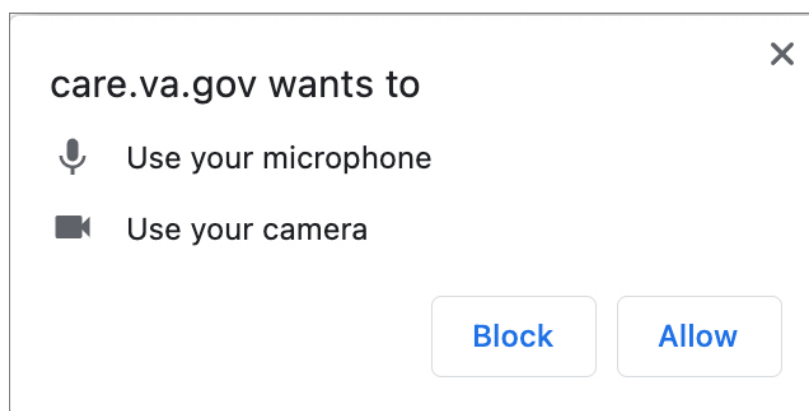 care.va.gov wants to
Use your microphone
Use your camera
Block Allow